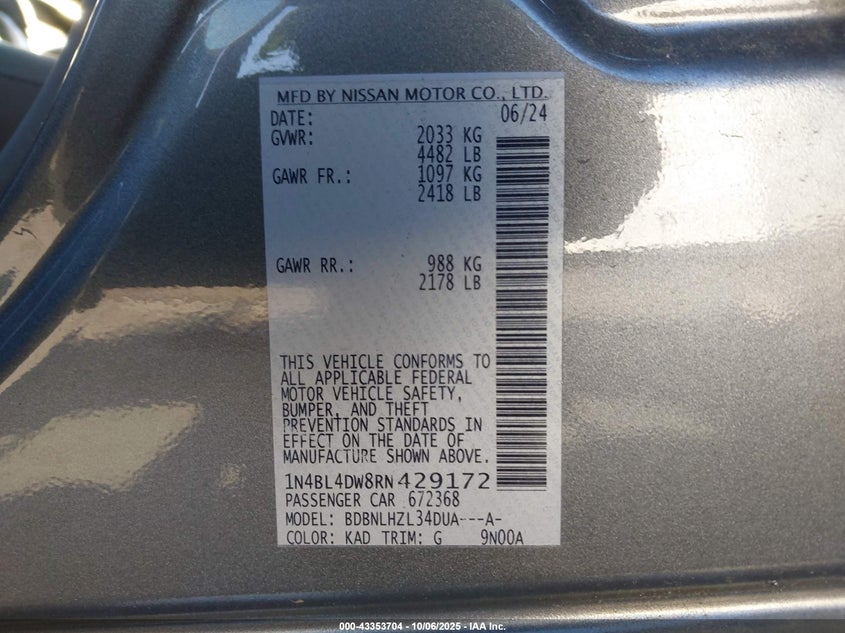 MFD BY NISSAN MOTOR CO., LTD.
DATE: 06/24
GVWR: 2033 KG
4482 LB
GAWR FR.: 1097 KG
2418 LB
GAWR RR.: 988 KG
2178 LB
THIS VEHICLE CONFORMS TO
ALL APPLICABLE FEDERAL
MOTOR VEHICLE SAFETY,
BUMPER, AND THEFT
PREVENTION STANDARDS IN
EFFECT ON THE DATE OF
MANUFACTURE SHOWN ABOVE.
1N4BL4DW8RN429172
PASSENGER CAR 672368
MODEL: BDBNLHZL34DUA---A-
COLOR: KAD TRIM: G 9N00A
000-43353704 - 10/06/2025 - IAA Inc.